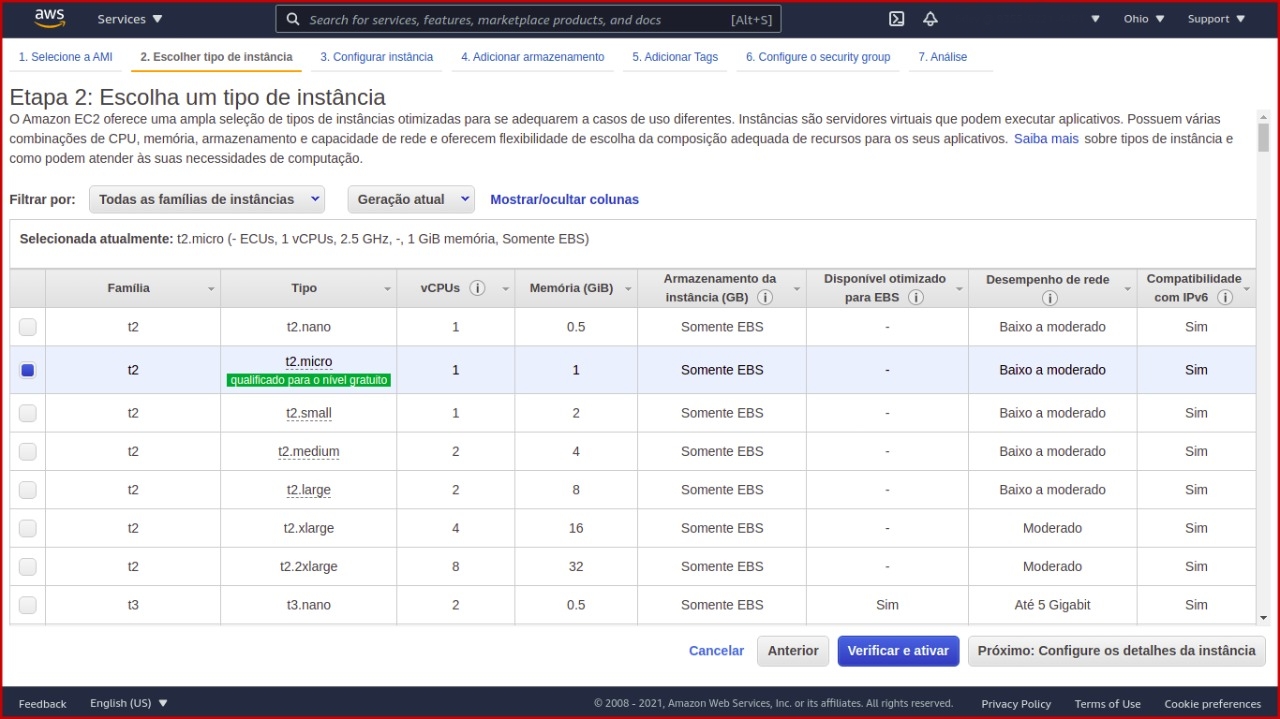 aws Services Search for services, features, marketplace products, and docs [Alt+S] Ohio Support
1. Selecione a AMI 2. Escolher tipo de instância 3. Configurar instância 4. Adicionar armazenamento 5. Adicionar Tags 6. Configure o security group 7. Análise
Etapa 2: Escolha um tipo de instância
O Amazon EC2 oferece uma ampla seleção de tipos de instâncias otimizadas para se adequarem a casos de uso diferentes. Instâncias são servidores virtuais que podem executar aplicativos. Possuem várias
combinações de CPU, memória, armazenamento e capacidade de rede e oferecem flexibilidade de escolha da composição adequada de recursos para os seus aplicativos. Saiba mais sobre tipos de instância e
como podem atender às suas necessidades de computação.
Filtrar por: Todas as famílias de instâncias Geração atual Mostrar/ocultar colunas
Selecionada atualmente: t2.micro (- ECUs, 1 vCPUs, 2.5 GHz, -, 1 GiB memória, Somente EBS)
Família Tipo vCPUs i Memória (GiB) Armazenamento da instância (GB) i Disponível otimizado para EBS i Desempenho de rede i Compatibilidade com IPv6 i
t2 t2.nano 1 0.5 Somente EBS - Baixo a moderado Sim
t2 t2.micro qualificado para o nível gratuito 1 1 Somente EBS - Baixo a moderado Sim
t2 t2.small 1 2 Somente EBS - Baixo a moderado Sim
t2 t2.medium 2 4 Somente EBS - Baixo a moderado Sim
t2 t2.large 2 8 Somente EBS - Baixo a moderado Sim
t2 t2.xlarge 4 16 Somente EBS - Moderado Sim
t2 t2.2xlarge 8 32 Somente EBS - Moderado Sim
t3 t3.nano 2 0.5 Somente EBS Sim Até 5 Gigabit Sim
Cancelar Anterior Verificar e ativar Próximo: Configure os detalhes da instância
Feedback English (US) © 2008 - 2021, Amazon Web Services, Inc. or its affiliates. All rights reserved. Privacy Policy Terms of Use Cookie preferences